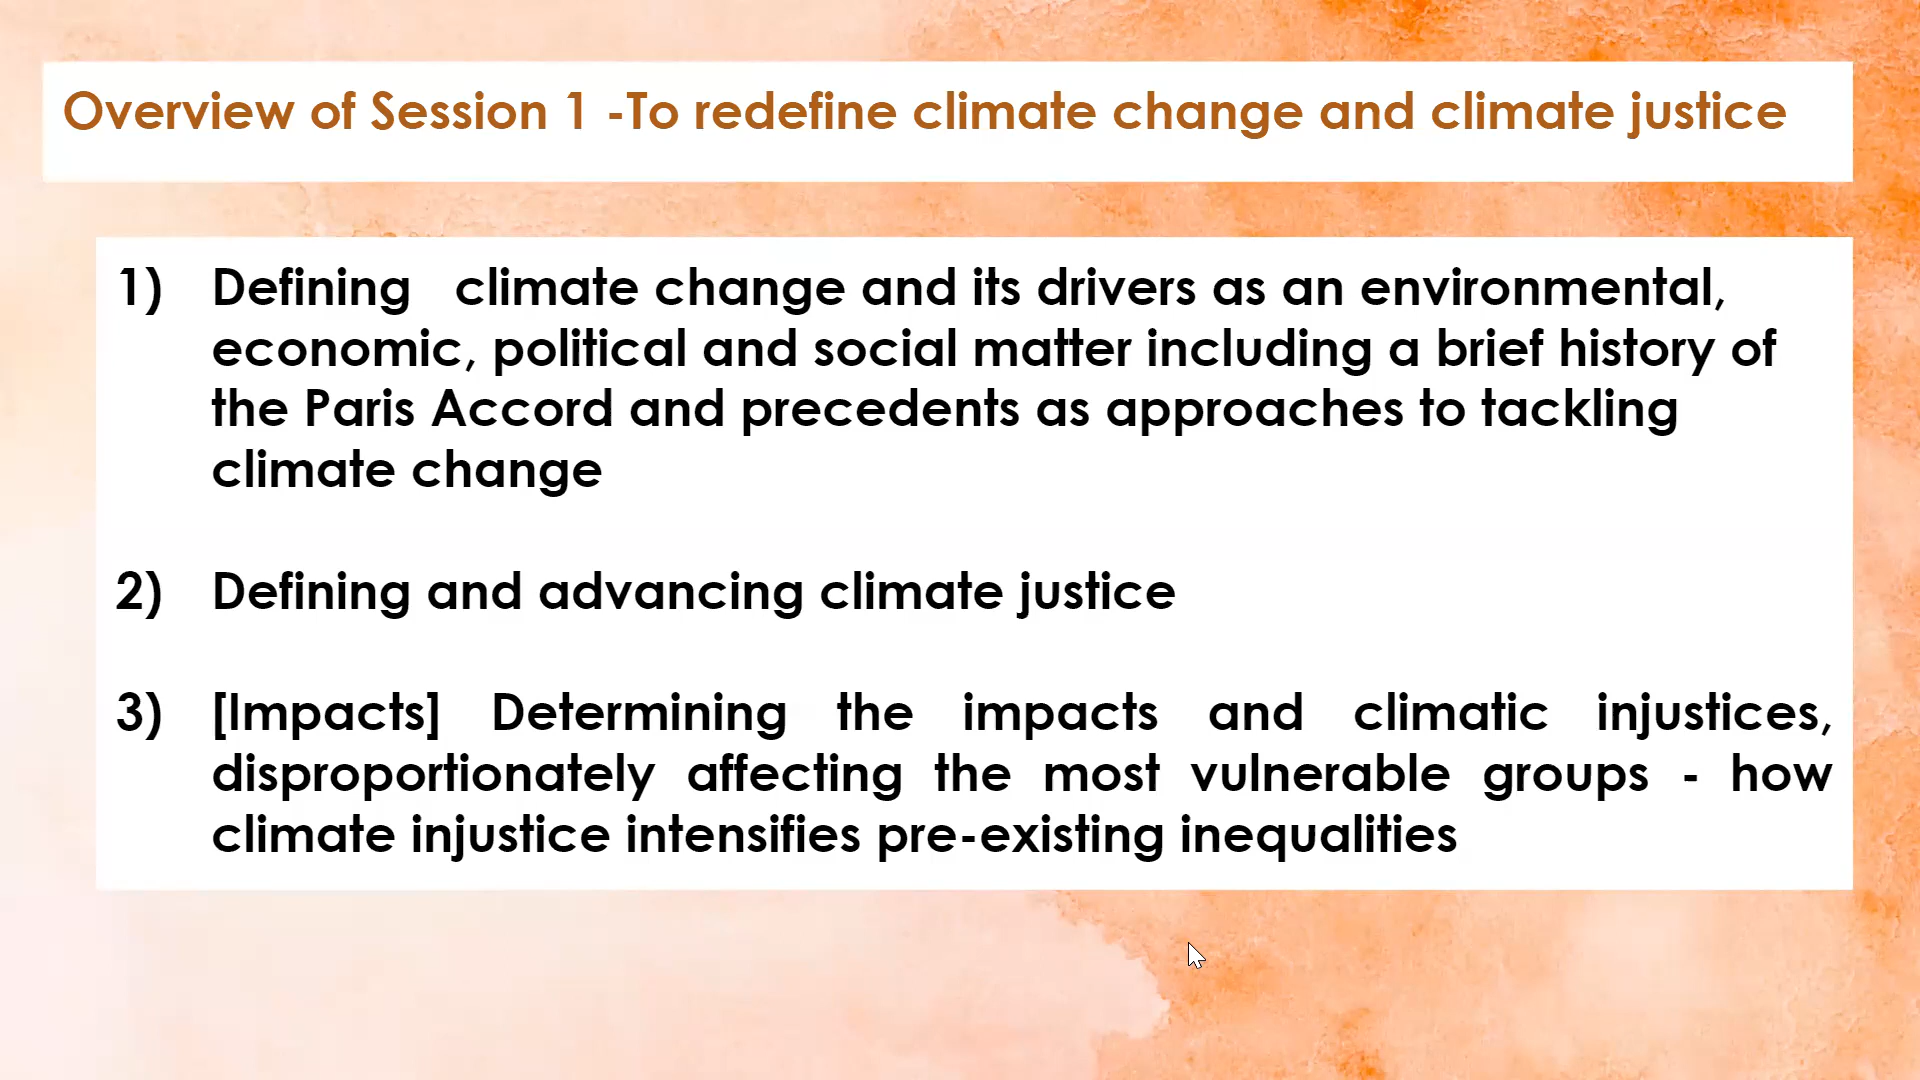 Overview of Session 1 -To redefine climate change and climate justice
1) Defining climate change and its drivers as an environmental,
economic, political and social matter including a brief history of
the Paris Accord and precedents as approaches to tackling
climate change
2) Defining and advancing climate justice
3) [Impacts] Determining the impacts and climatic injustices,
disproportionately affecting the most vulnerable groups - how
climate injustice intensifies pre-existing inequalities